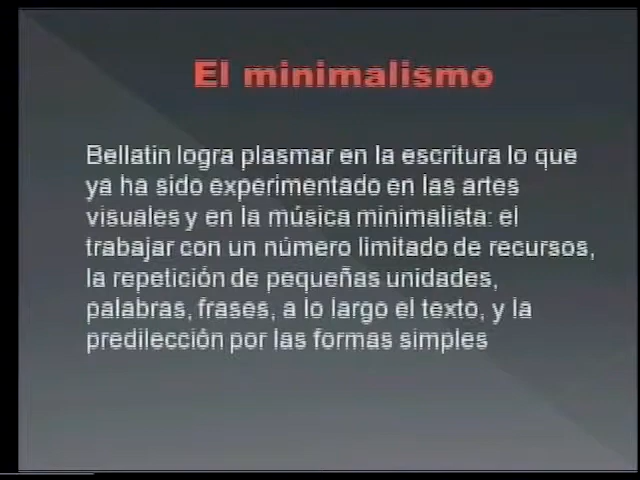 El minimalismo
Bellatin logra plasmar en la escritura lo que
ya ha sido experimentado en las artes
visuales y en la música minimalista: el
trabajar con un número limitado de recursos,
la repetición de pequeñas unidades,
palabras, frases, a lo largo el texto, y la
predilección por las formas simples